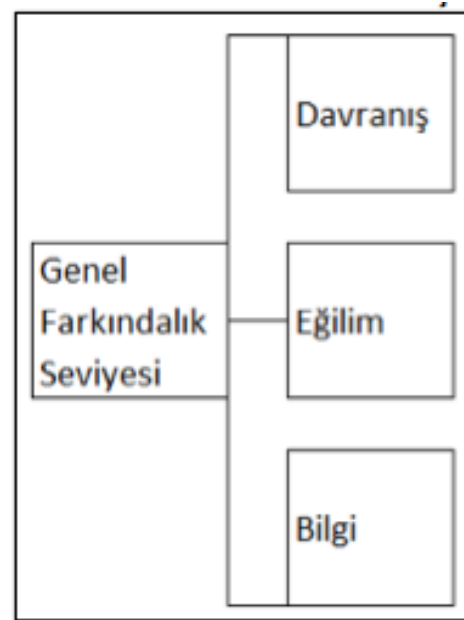 Davranış
Genel
Farkındalık
Seviyesi
Eğilim
Bilgi